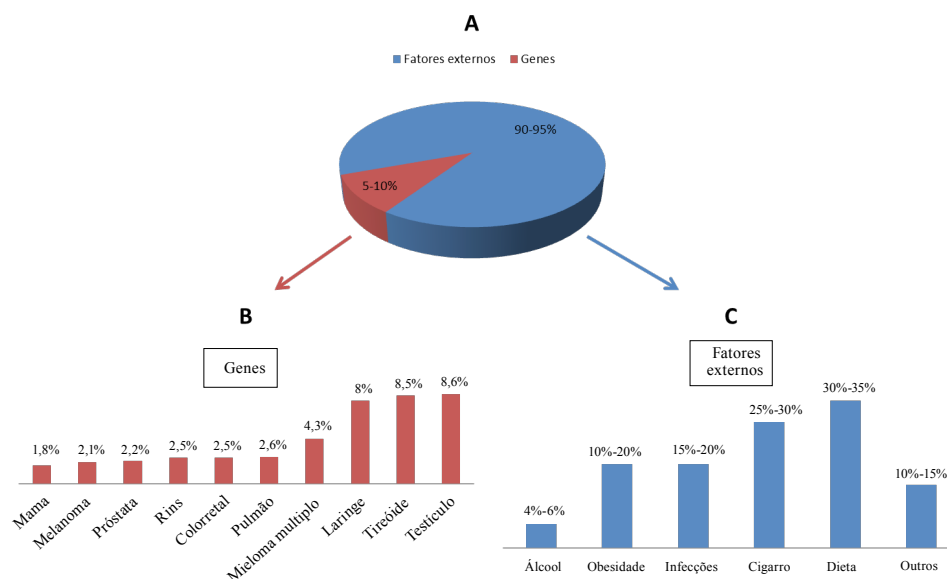 A
Fatores externos Genes
90-95%
5-10%
B
Genes
1,8% 2,1% 2,2% 2,5% 2,5% 2,6% 4,3% 8% 8,5% 8,6%
Mama Melanoma Próstata Rins Colorretal Pulmão Mieloma multiplo Laringe Tireóide Testículo
C
Fatores
externos
4%-6% 10%-20% 15%-20% 25%-30% 30%-35% 10%-15%
Álcool Obesidade Infecções Cigarro Dieta Outros